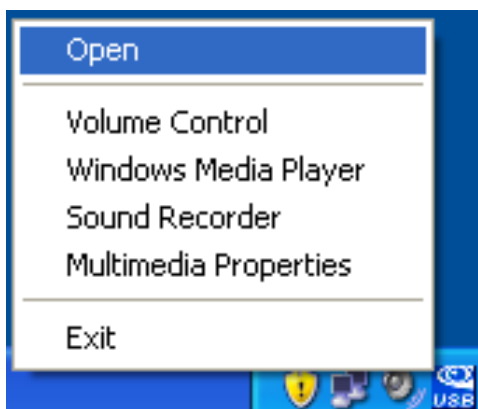 Open
Volume Control
Windows Media Player
Sound Recorder
Multimedia Properties
Exit
USB